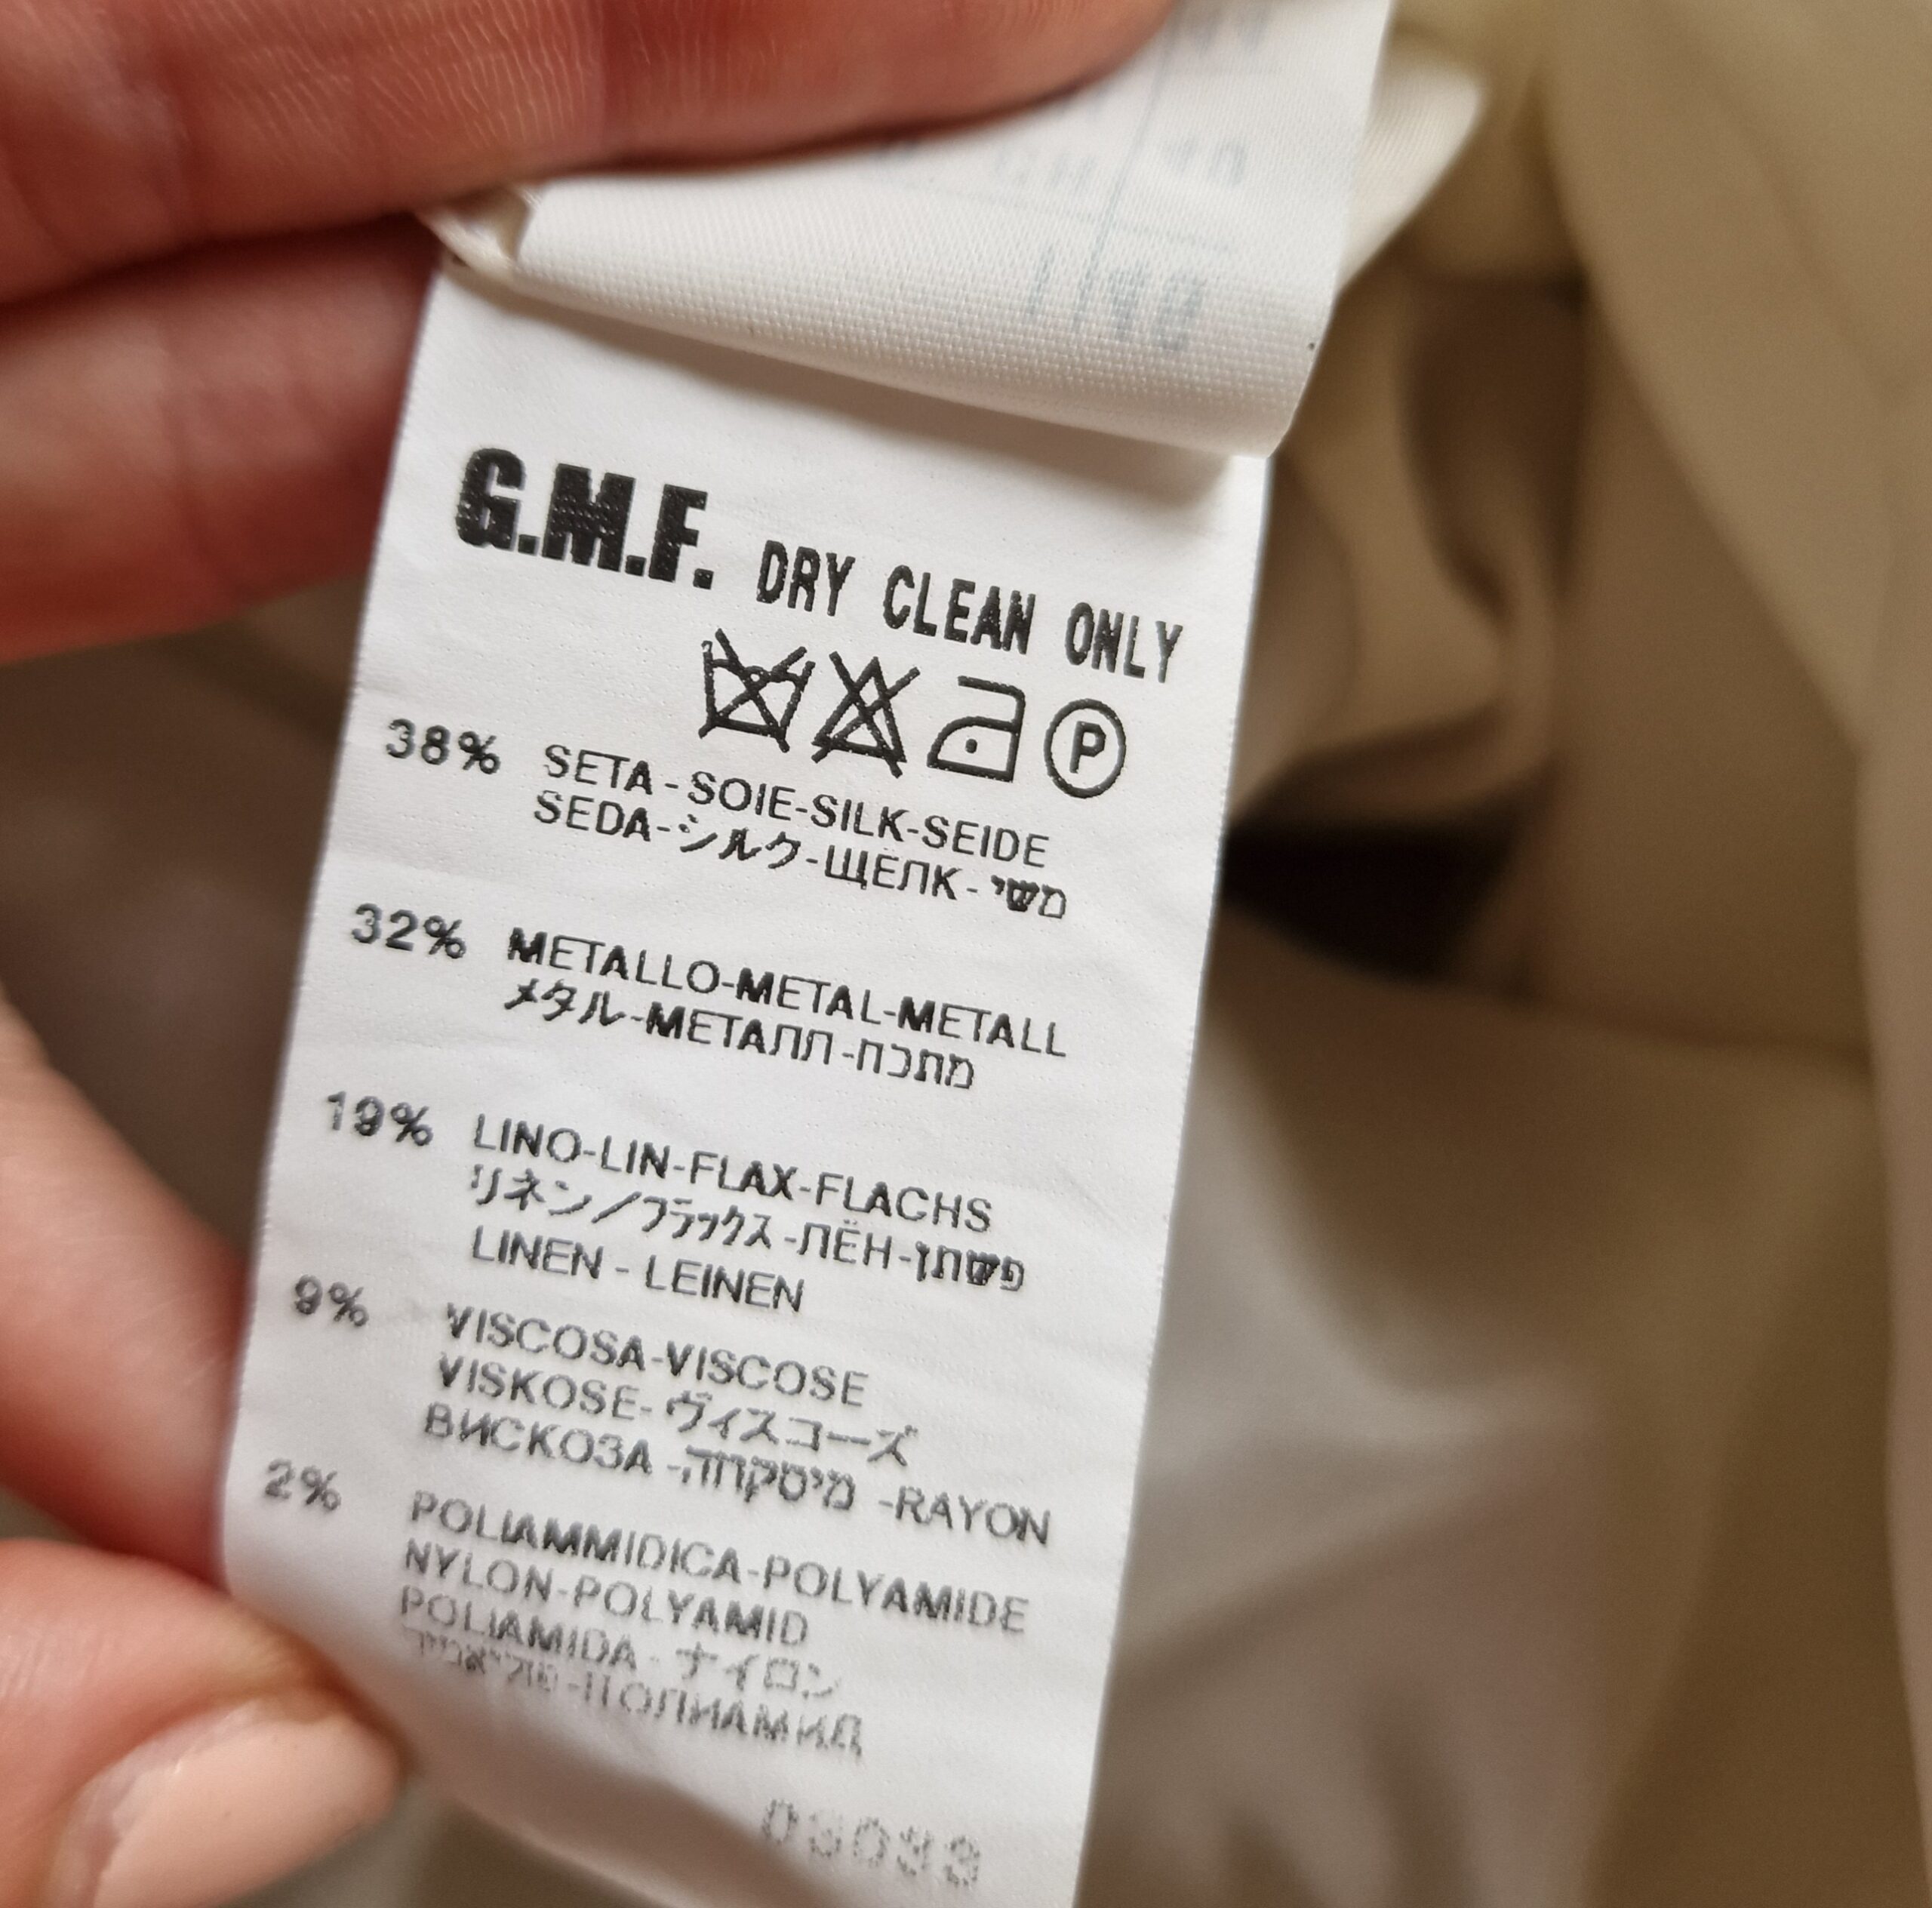 G.M.F. DRY CLEAN ONLY
P
38% SETA-SOIE-SILK-SEIDE
SEDA-シルク-ЩЁЛК-משי
32% METALLO-METAL-METALL
メタル-МЕТАЛЛ-מתכת
19% LINO-LIN-FLAX-FLACHS
リネン/フラックス-ЛЁН-פשתן
LINEN - LEINEN
9% VISCOSA-VISCOSE
VISKOSE-ヴィスコーズ
ВИСКОЗА - -RAYON
2% POLIAMMIDICA-POLYAMIDE
NYLON-POLYAMID
POLIAMIDA-ナイロン
-ПОЛИАМИД
03033